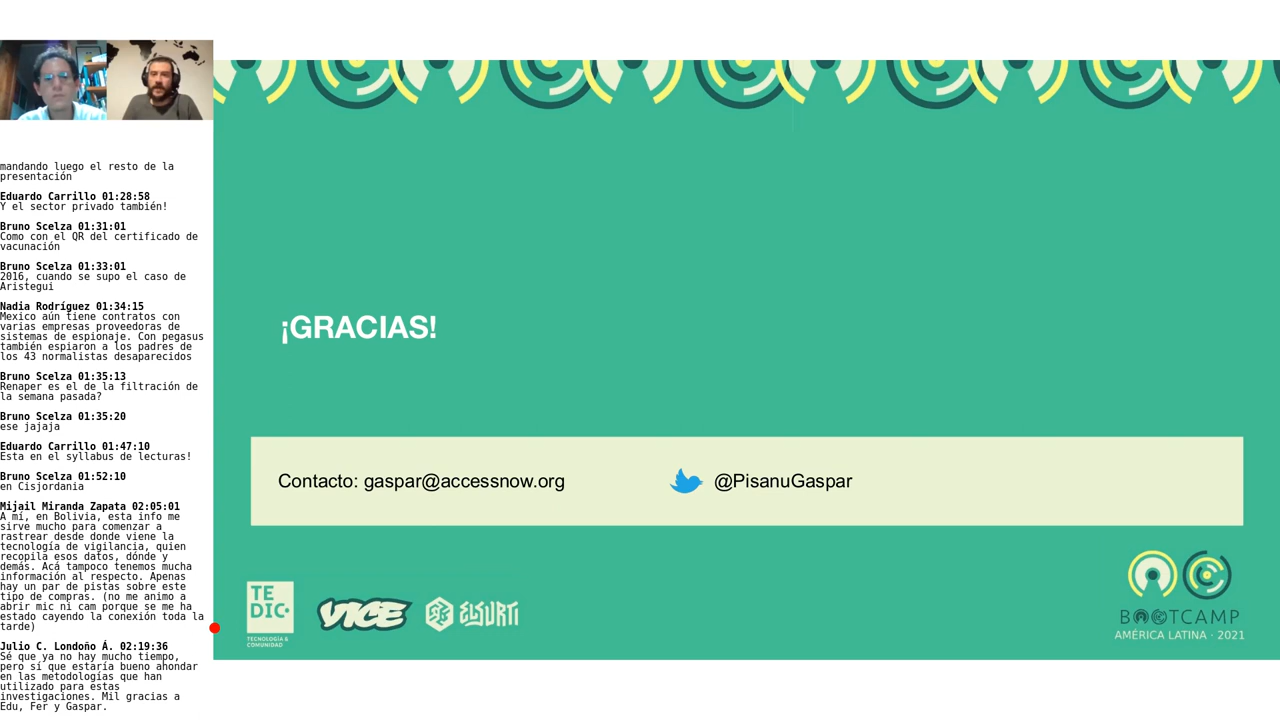 mandando luego el resto de la
presentación
Eduardo Carrillo 01:28:58
Y el sector privado también!
Bruno Scelza 01:31:01
Como con el QR del certificado de
vacunación
Bruno Scelza 01:33:01
2016, cuando se supo el caso de
Aristegui
Nadia Rodríguez 01:34:15
Mexico aún tiene contratos con
varias empresas proveedoras de
sistemas de espionaje. Con pegasus
también espiaron a los padres de
los 43 normalistas desaparecidos
Bruno Scelza 01:35:13
Renaper es el de la filtración de
la semana pasada?
Bruno Scelza 01:35:20
ese jajaja
Eduardo Carrillo 01:47:10
Esta en el syllabus de lecturas!
Bruno Scelza 01:52:10
en Cisjordania
Mijail Miranda Zapata 02:05:01
A mí, en Bolivia, esta info me
sirve mucho para comenzar a
rastrear desde donde viene la
tecnología de vigilancia, quien
recopila esos datos, dónde y
demás. Acá tampoco tenemos mucha
información al respecto. Apenas
hay un par de pistas sobre este
tipo de compras. (no me animo a
abrir mic ni cam porque se me ha
estado cayendo la conexión toda la
tarde)
Julio C. Londoño Á. 02:19:36
Sé que ya no hay mucho tiempo,
pero sí que estaría bueno ahondar
en las metodologías que han
utilizado para estas
investigaciones. Mil gracias a
Edu, Fer y Gaspar.
¡GRACIAS!
Contacto: gaspar@accessnow.org
@PisanuGaspar
TE
DIC
TECNOLOGÍA &
COMUNIDAD
VICE
ELSURTI
BOOTCAMP
AMÉRICA LATINA · 2021